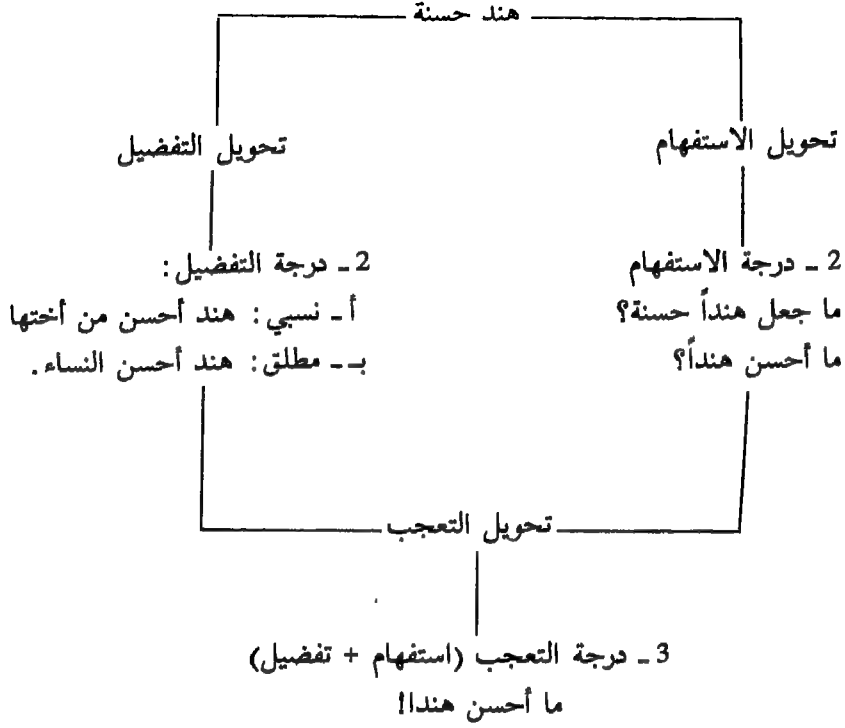 هند حسنة
تحويل الاستفهام
تحويل التفضيل
2 ـ درجة الاستفهام
ما جعل هنداً حسنة؟
ما أحسن هنداً؟
2 ـ درجة التفضيل:
أ ـ نسبي: هند أحسن من أختها
بـ ـ مطلق: هند أحسن النساء.
تحويل التعجب
3 ـ درجة التعجب (استفهام + تفضيل)
ما أحسن هندا!